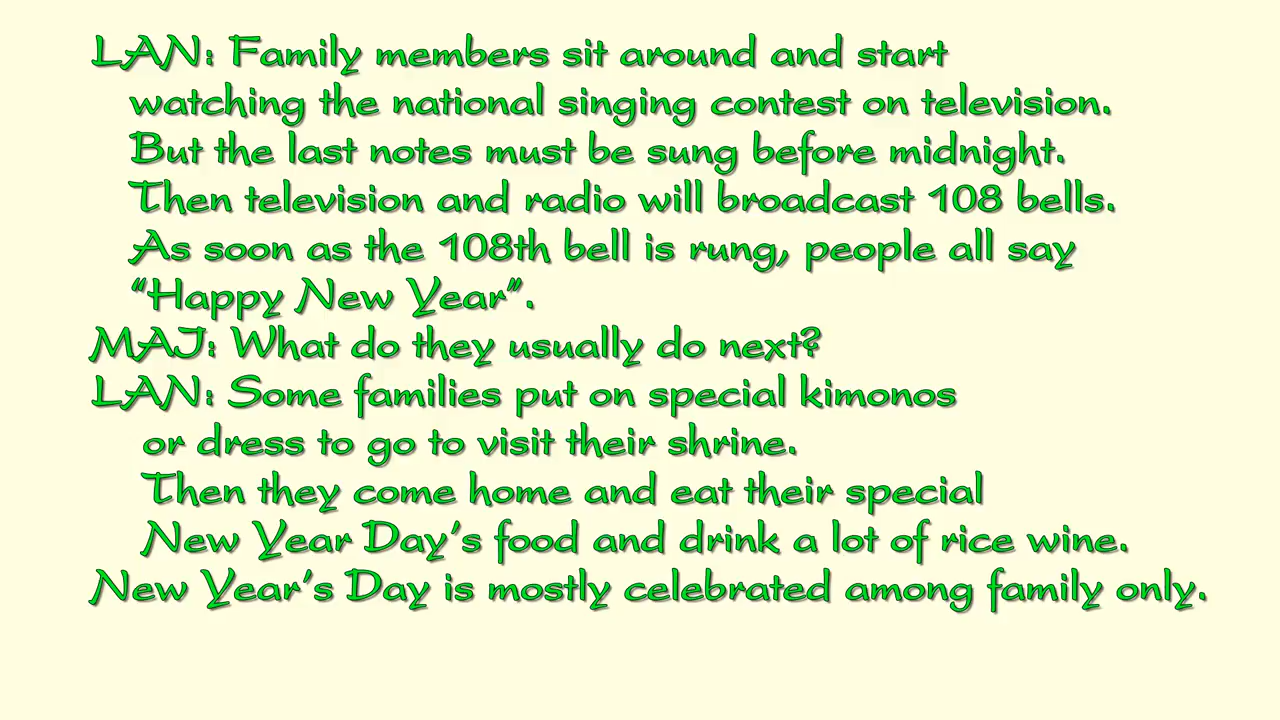 LAN: Family members sit around and start
watching the national singing contest on television.
But the last notes must be sung before midnight.
Then television and radio will broadcast 108 bells.
As soon as the 108th bell is rung, people all say
“Happy New Year”.
MAI: What do they usually do next?
LAN: Some families put on special kimonos
or dress to go to visit their shrine.
Then they come home and eat their special
New Year Day’s food and drink a lot of rice wine.
New Year’s Day is mostly celebrated among family only.